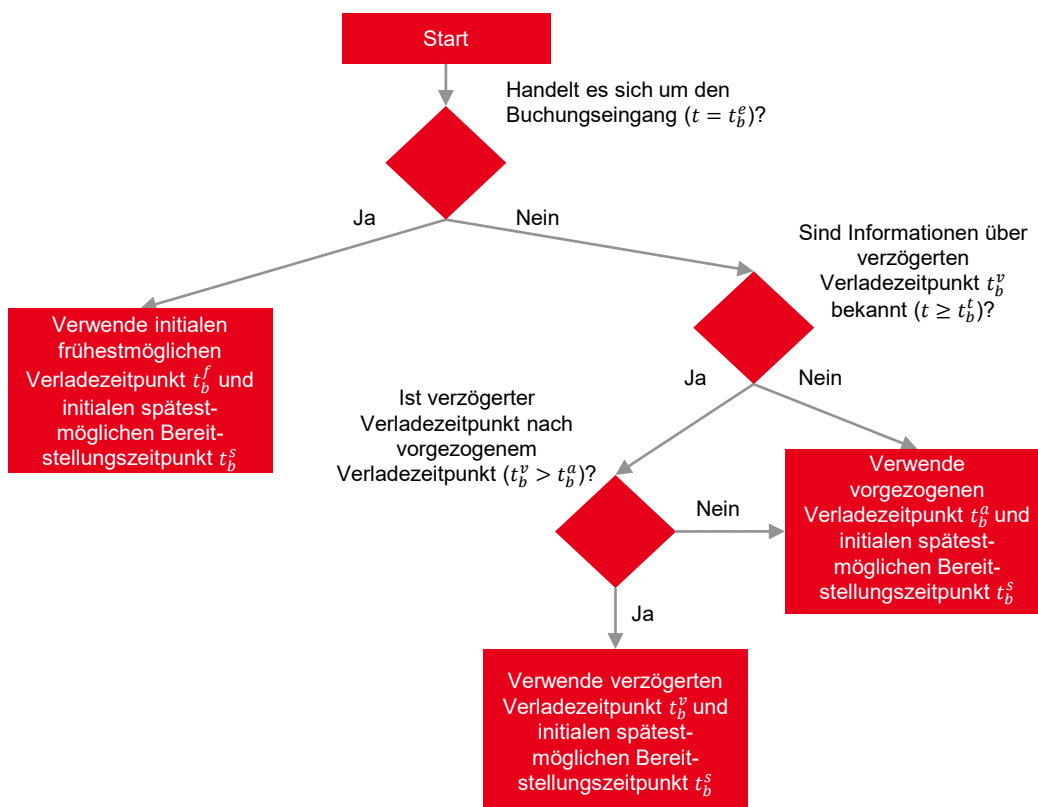 Start
Handelt es sich um den
Buchungseingang (t = t_b^e)?
Ja
Nein
Sind Informationen über
verzögerten
Verladezeitpunkt t_b^v
bekannt (t ≥ t_b^t)?
Verwende initialen
frühestmöglichen
Verladezeitpunkt t_b^f und
initialen spätest-
möglichen Bereit-
stellungszeitpunkt t_b^s
Ja
Nein
Ist verzögerter
Verladezeitpunkt nach
vorgezogenem
Verladezeitpunkt (t_b^v > t_b^a)?
Verwende
vorgezogenen
Verladezeitpunkt t_b^a und
initialen spätest-
möglichen Bereit-
stellungszeitpunkt t_b^s
Nein
Ja
Verwende verzögerten
Verladezeitpunkt t_b^v und
initialen spätest-
möglichen Bereit-
stellungszeitpunkt t_b^s